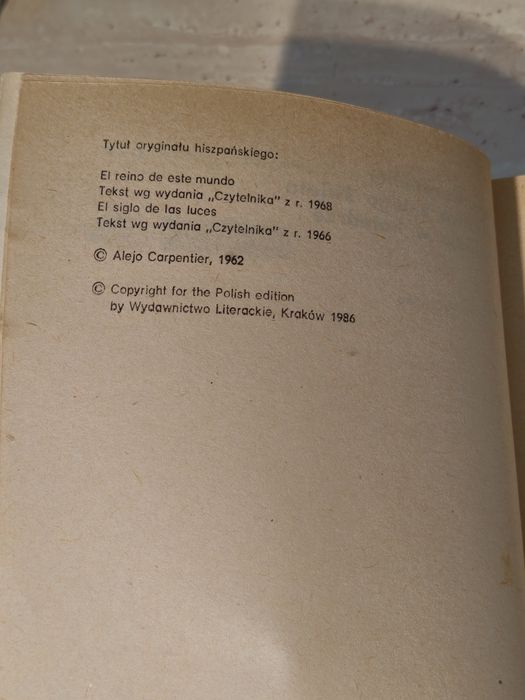 Tytuł oryginału hiszpańskiego:
El reino de este mundo
Tekst wg wydania „Czytelnika” z r. 1968
El siglo de las luces
Tekst wg wydania „Czytelnika” z r. 1966
© Alejo Carpentier, 1962
© Copyright for the Polish edition
by Wydawnictwo Literackie, Kraków 1986